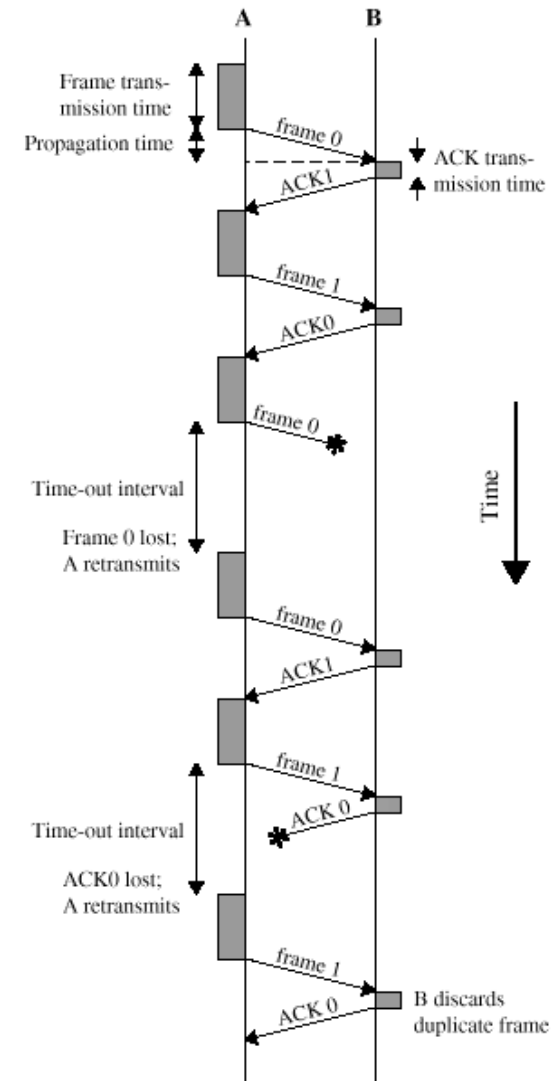 A
B
Frame trans-
mission time
Propagation time
frame 0
ACK trans-
mission time
ACK1
frame 1
ACK0
frame 0
Time-out interval
Time
Frame 0 lost;
A retransmits
frame 0
ACK1
frame 1
ACK 0
Time-out interval
ACK0 lost;
A retransmits
frame 1
ACK 0
B discards
duplicate frame